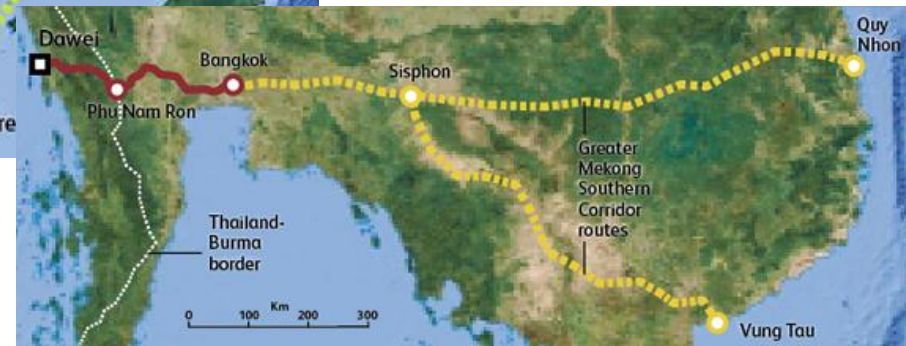 Dawei
Phu Nam Ron
Bangkok
Sisphon
Quy
Nhon
re
Greater
Mekong
Southern
Corridor
routes
Thailand-
Burma
border
Km
0 100 200 300
Vung Tau